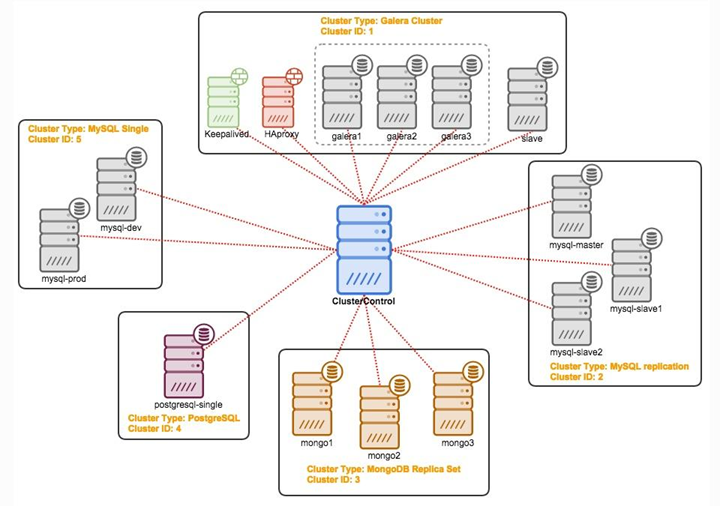 Cluster Type: Galera Cluster
Cluster ID: 1
Keepalived
HAproxy
galera1
galera2
galera3
slave
Cluster Type: MySQL Single
Cluster ID: 5
mysql-dev
mysql-prod
ClusterControl
mysql-master
mysql-slave1
mysql-slave2
Cluster Type: MySQL replication
Cluster ID: 2
postgresql-single
Cluster Type: PostgreSQL
Cluster ID: 4
mongo1
mongo2
mongo3
Cluster Type: MongoDB Replica Set
Cluster ID: 3